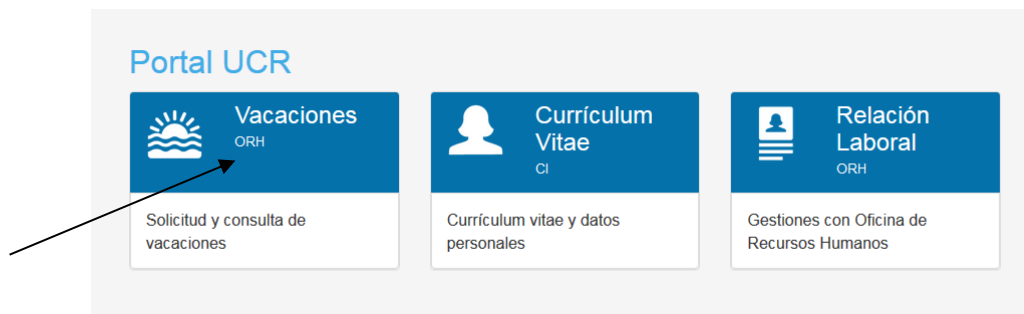 Portal UCR
Vacaciones
ORH
Solicitud y consulta de
vacaciones
Currículum
Vitae
CI
Currículum vitae y datos
personales
Relación
Laboral
ORH
Gestiones con Oficina de
Recursos Humanos